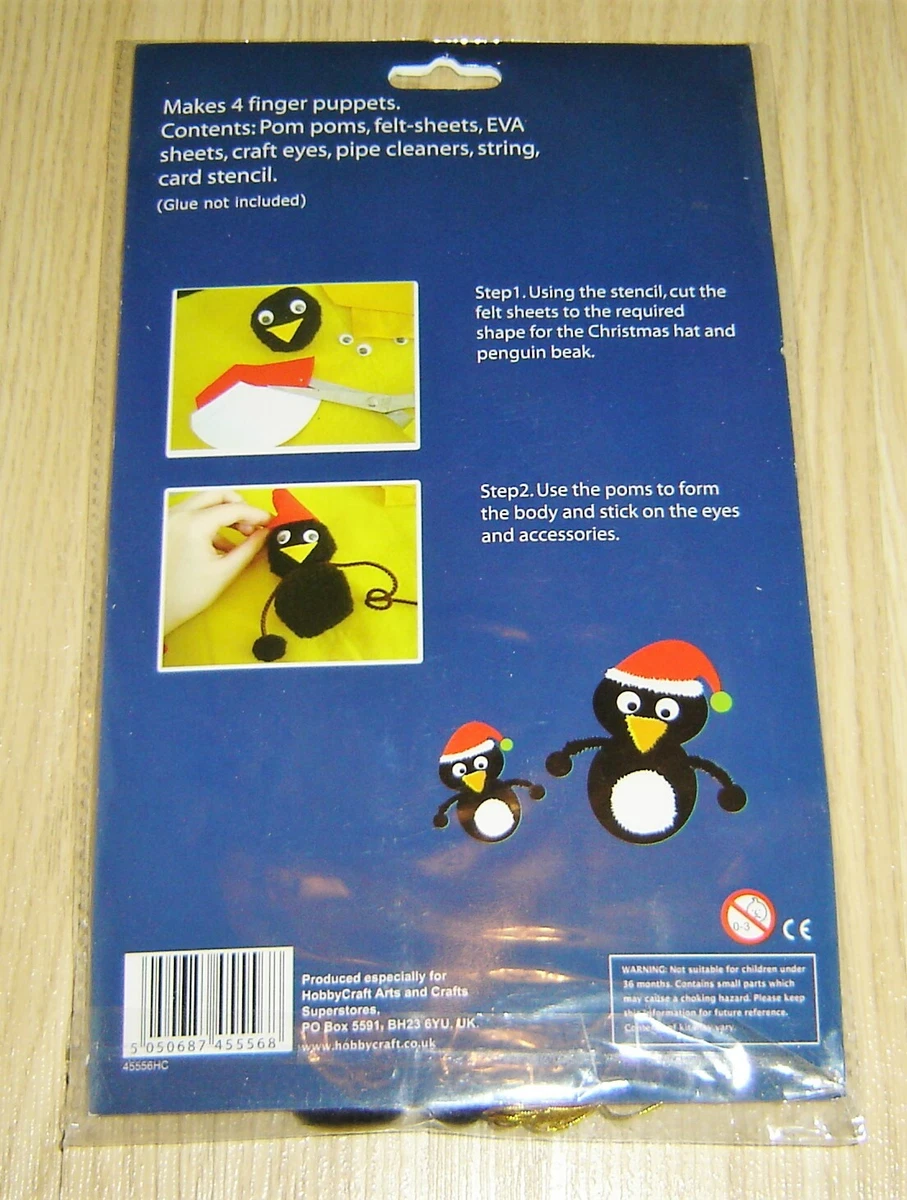 Makes 4 finger puppets.
Contents: Pom poms, felt-sheets, EVA
sheets, craft eyes, pipe cleaners, string,
card stencil.
(Glue not included)
Step1. Using the stencil, cut the
felt sheets to the required
shape for the Christmas hat and
penguin beak.
Step2. Use the poms to form
the body and stick on the eyes
and accessories.
0-3
CE
5 050687 455568
45556HC
Produced especially for
HobbyCraft Arts and Crafts
Superstores,
PO Box 5591, BH23 6YU. UK.
www.hobbycraft.co.uk
WARNING: Not suitable for children under
36 months. Contains small parts which
may cause a choking hazard. Please keep
this information for future reference.
Contents of kit may vary.